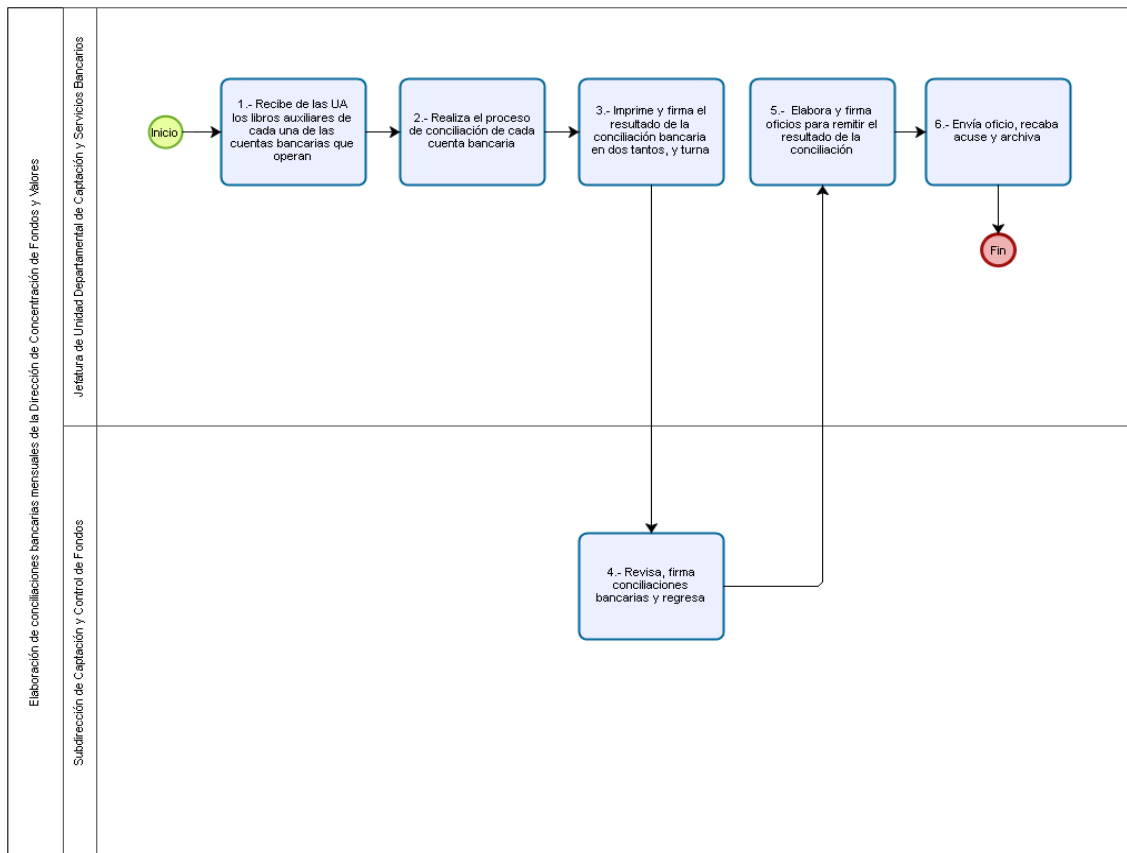 Elaboración de conciliaciones bancarias mensuales de la Dirección de Concentración de Fondos y Valores
Jefatura de Unidad Departamental de Captación y Servicios Bancarios
Inicio
1.- Recibe de las UA
los libros auxiliares de
cada una de las
cuentas bancarias que
operan
2.- Realiza el proceso
de conciliación de cada
cuenta bancaria
3.- Imprime y firma el
resultado de la
conciliación bancaria
en dos tantos, y turna
5.- Elabora y firma
oficios para remitir el
resultado de la
conciliación
6.- Envía oficio, recaba
acuse y archiva
Fin
Subdirección de Captación y Control de Fondos
4.- Revisa, firma
conciliaciones
bancarias y regresa